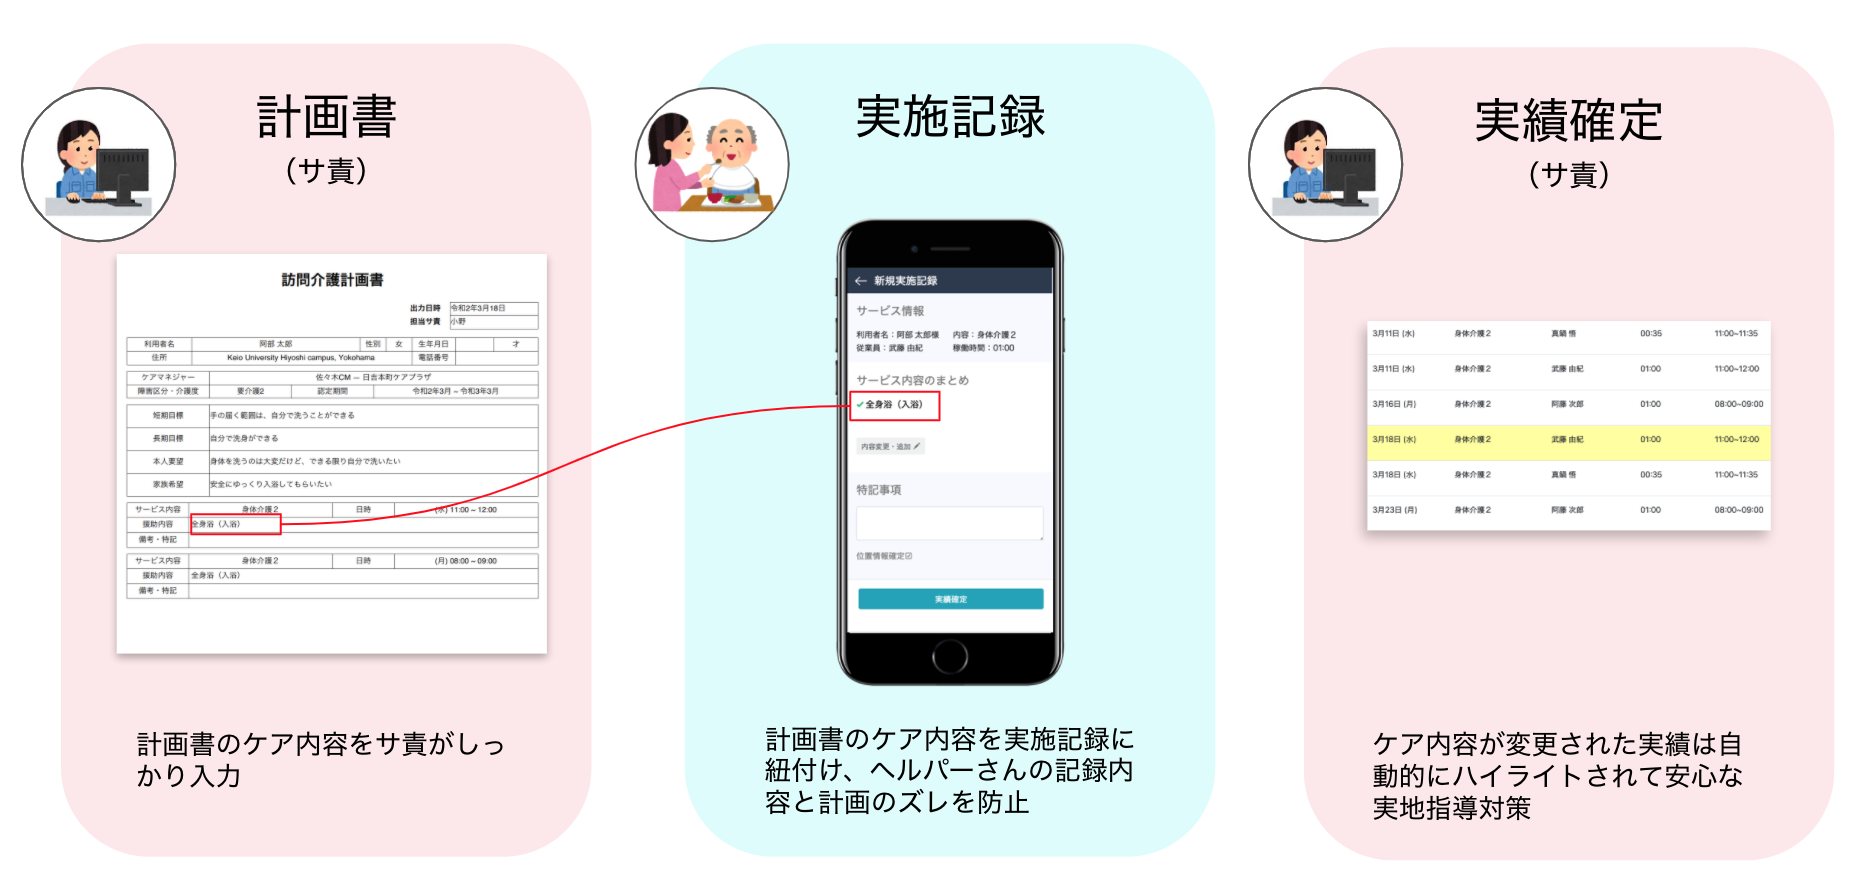 計画書
（サ責）
訪問介護計画書
出力日時 令和2年3月18日
担当サ責 小野
利用者名 阿部 太郎 性別 女 生年月日 才
住所 Keio University Hiyoshi campus, Yokohama 電話番号
ケアマネジャー 佐々木CM ― 日吉本町ケアプラザ
障害区分・介護度 要介護2 認定期間 令和2年3月 ~ 令和3年3月
短期目標 手の届く範囲は、自分で洗うことができる
長期目標 自分で洗身ができる
本人要望 身体を洗うのは大変だけど、できる限り自分で洗いたい
家族希望 安全にゆっくり入浴してもらいたい
サービス内容 身体介護２ 日時 (水) 11:00 ~ 12:00
援助内容 全身浴（入浴）
備考・特記
サービス内容 身体介護２ 日時 (月) 08:00 ~ 09:00
援助内容 全身浴（入浴）
備考・特記
計画書のケア内容をサ責がしっ
かり入力
実施記録
← 新規実施記録
サービス情報
利用者名：阿部 太郎様 内容：身体介護２
従業員：武藤 由紀 稼働時間：01:00
サービス内容のまとめ
✓全身浴（入浴）
内容変更・追加
特記事項
位置情報確定☑
実績確定
計画書のケア内容を実施記録に
紐付け、ヘルパーさんの記録内
容と計画のズレを防止
実績確定
（サ責）
3月11日 (水) 身体介護２ 真鍋 悟 00:35 11:00~11:35
3月11日 (水) 身体介護２ 武藤 由紀 01:00 11:00~12:00
3月16日 (月) 身体介護２ 阿藤 次郎 01:00 08:00~09:00
3月18日 (水) 身体介護２ 武藤 由紀 01:00 11:00~12:00
3月18日 (水) 身体介護２ 真鍋 悟 00:35 11:00~11:35
3月23日 (月) 身体介護２ 阿藤 次郎 01:00 08:00~09:00
ケア内容が変更された実績は自
動的にハイライトされて安心な
実地指導対策